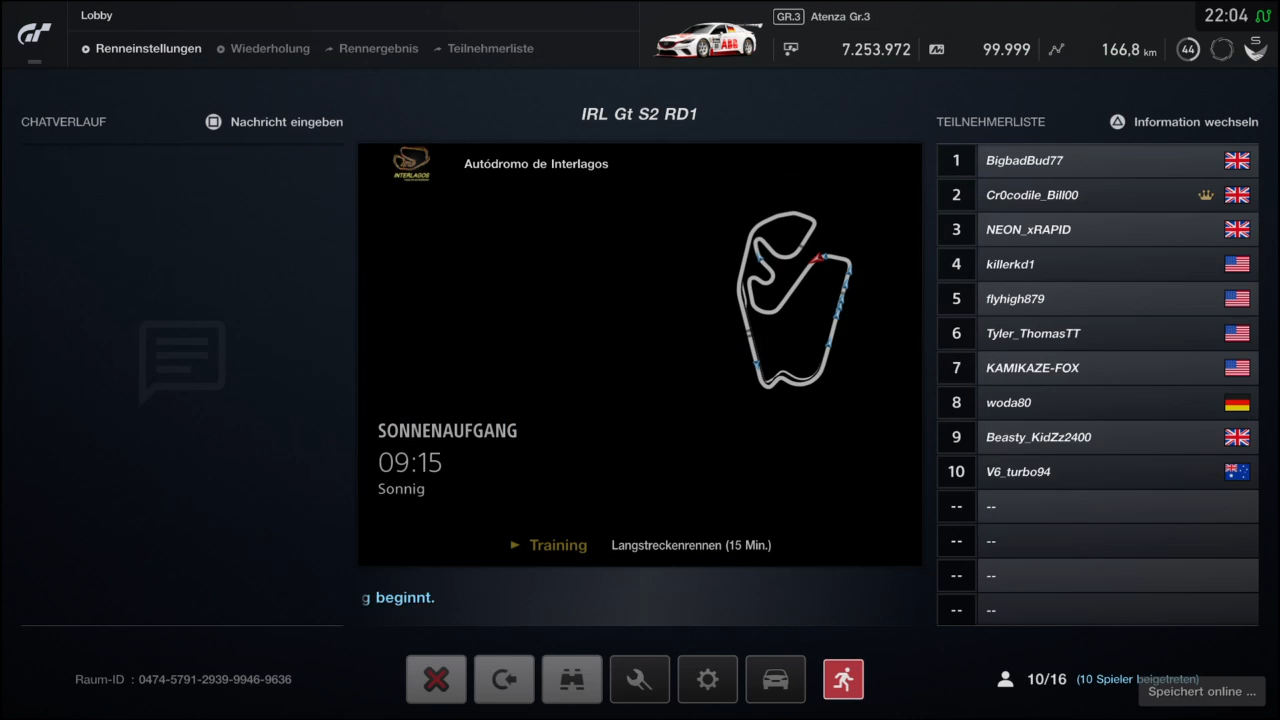 Lobby
Renneinstellungen
Wiederholung
Rennergebnis
Teilnehmerliste
GR.3 Atenza Gr.3
7.253.972
99.999
166,8 km
44
S
22:04
CHATVERLAUF
Nachricht eingeben
IRL Gt S2 RD1
TEILNEHMERLISTE
Information wechseln
INTERLAGOS
Autódromo de Interlagos
SONNENAUFGANG
09:15
Sonnig
Training Langstreckenrennen (15 Min.)
g beginnt.
1 BigbadBud77
2 Cr0codile_Bill00
3 NEON_xRAPID
4 killerkd1
5 flyhigh879
6 Tyler_ThomasTT
7 KAMIKAZE-FOX
8 woda80
9 Beasty_KidZz2400
10 V6_turbo94
-- --
-- --
-- --
-- --
Raum-ID : 0474-5791-2939-9946-9636
10/16 (10 Spieler beigetreten)
Speichert online ...